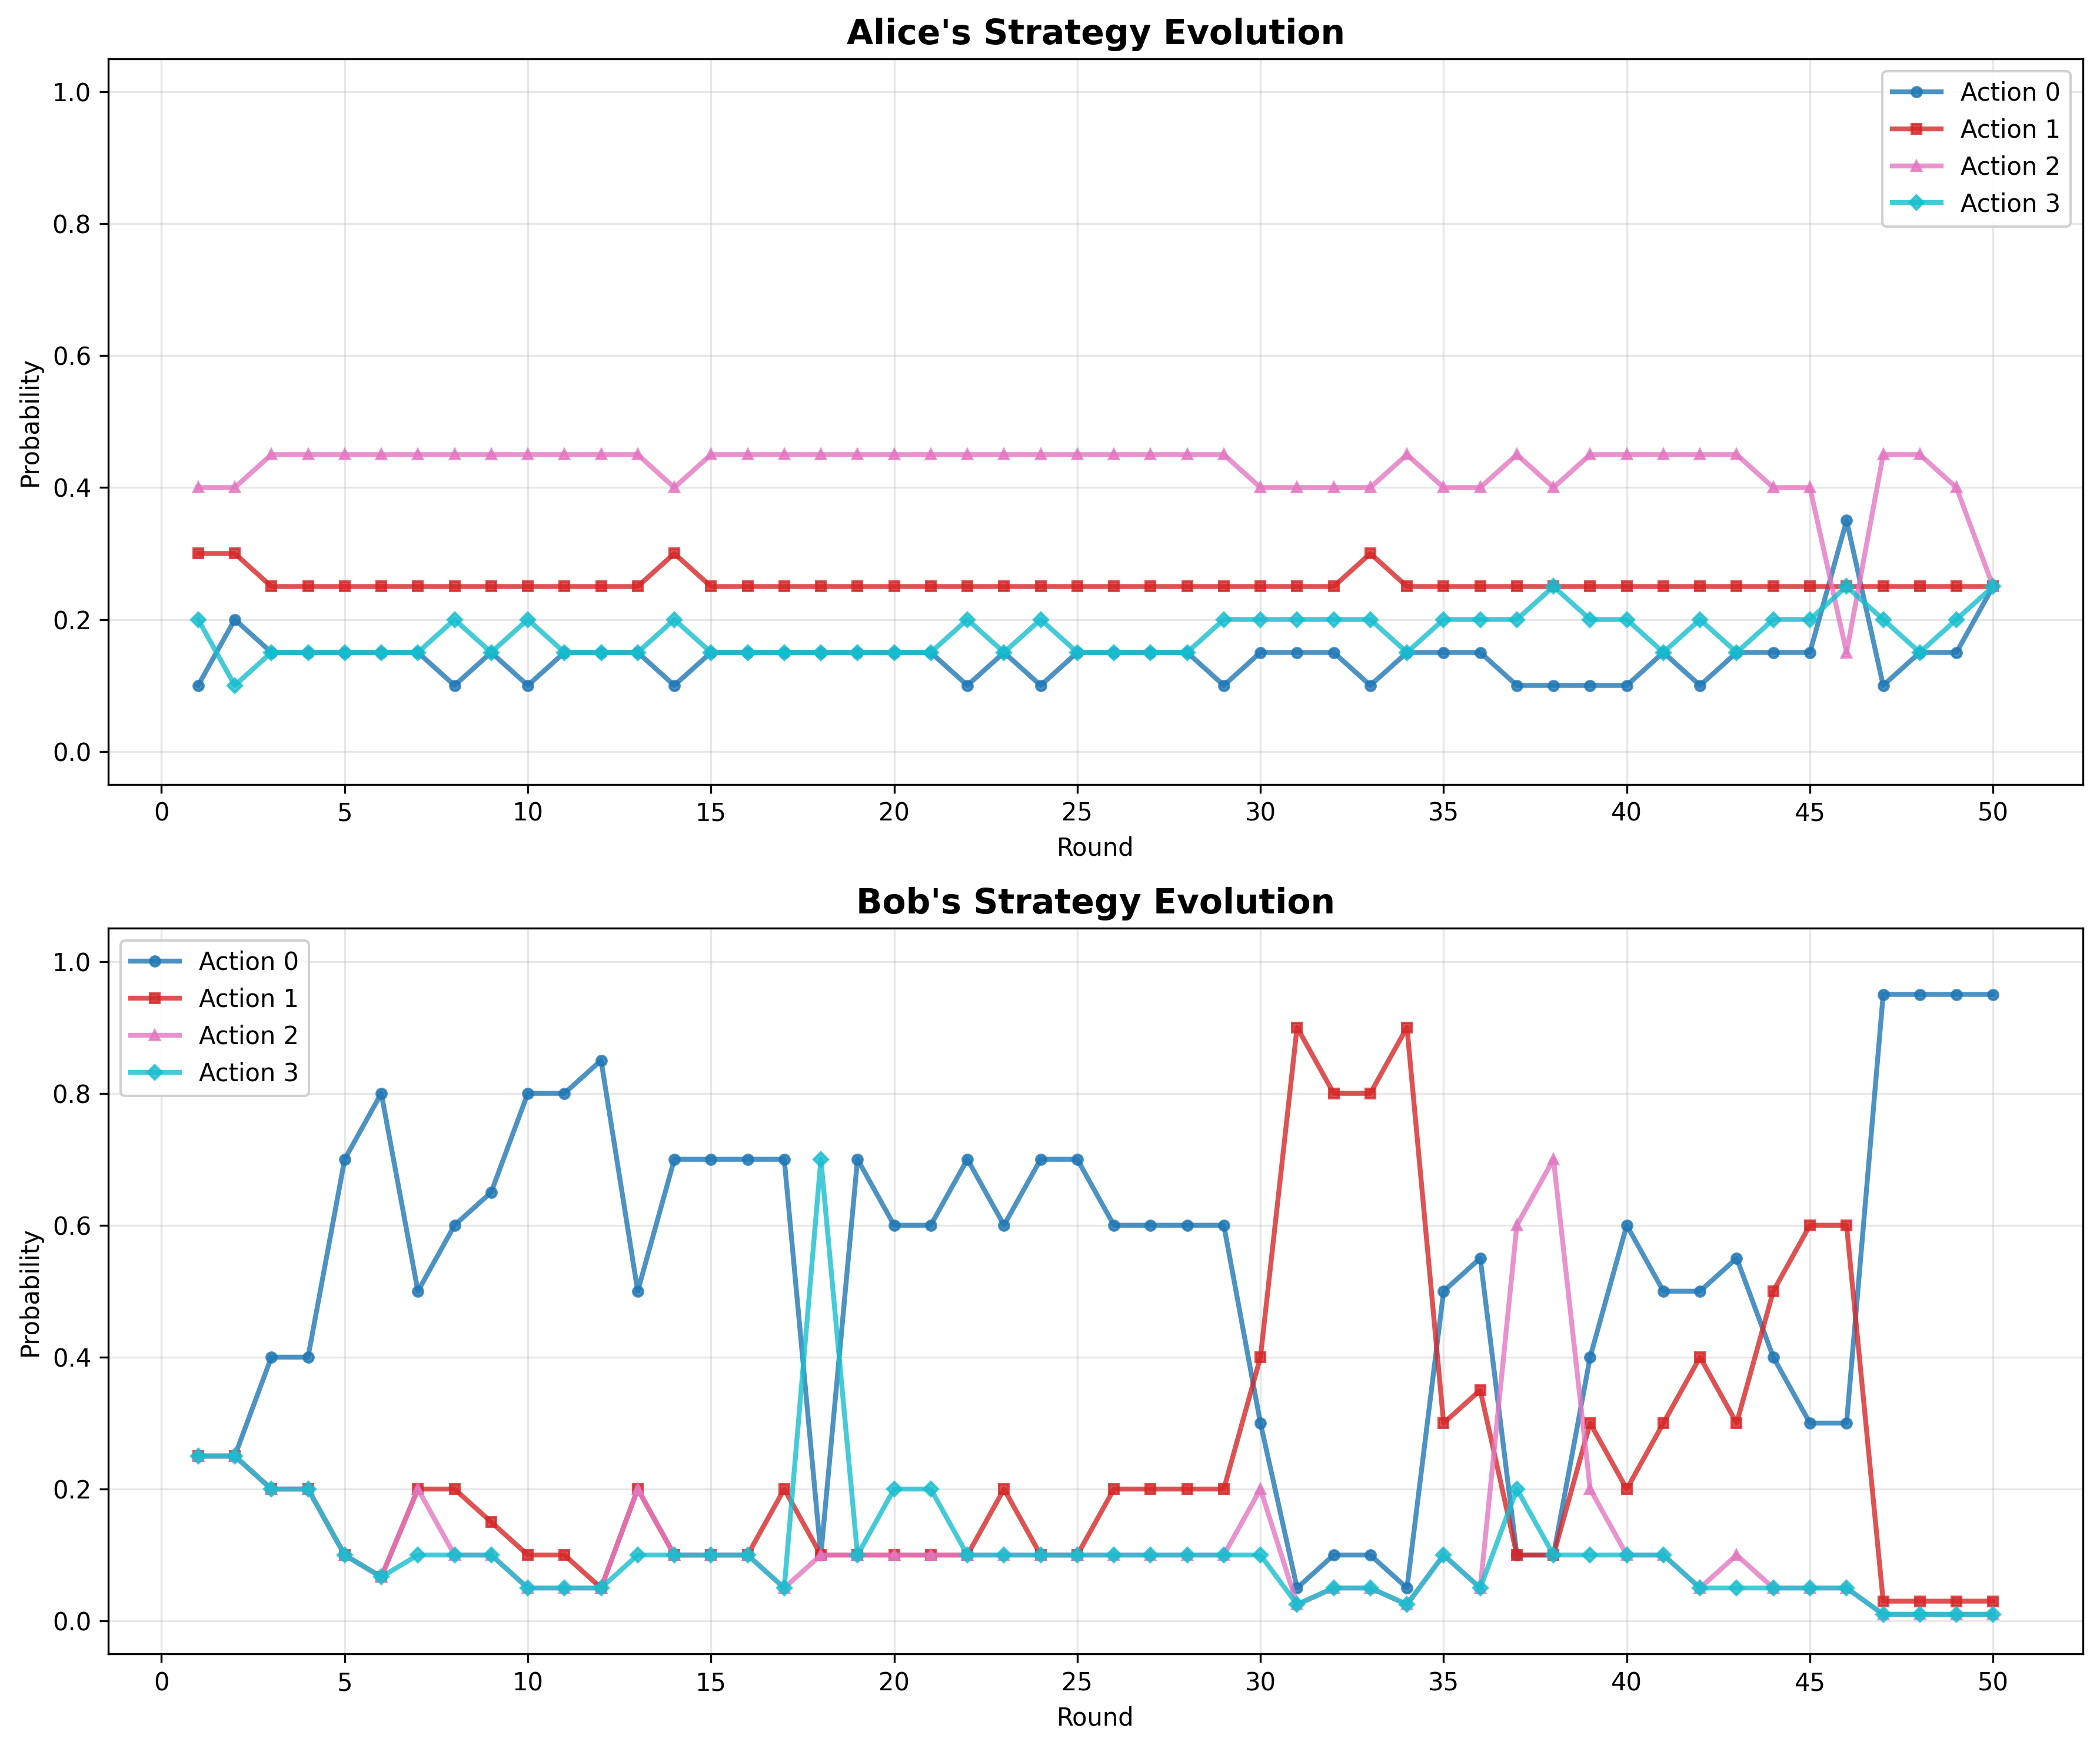 Alice's Strategy Evolution
1.0
0.8
0.6
0.4
0.2
0.0
Probability
Action 0
Action 1
Action 2
Action 3
0 5 10 15 20 25 30 35 40 45 50
Round
Bob's Strategy Evolution
1.0
0.8
0.6
0.4
0.2
0.0
Probability
Action 0
Action 1
Action 2
Action 3
0 5 10 15 20 25 30 35 40 45 50
Round